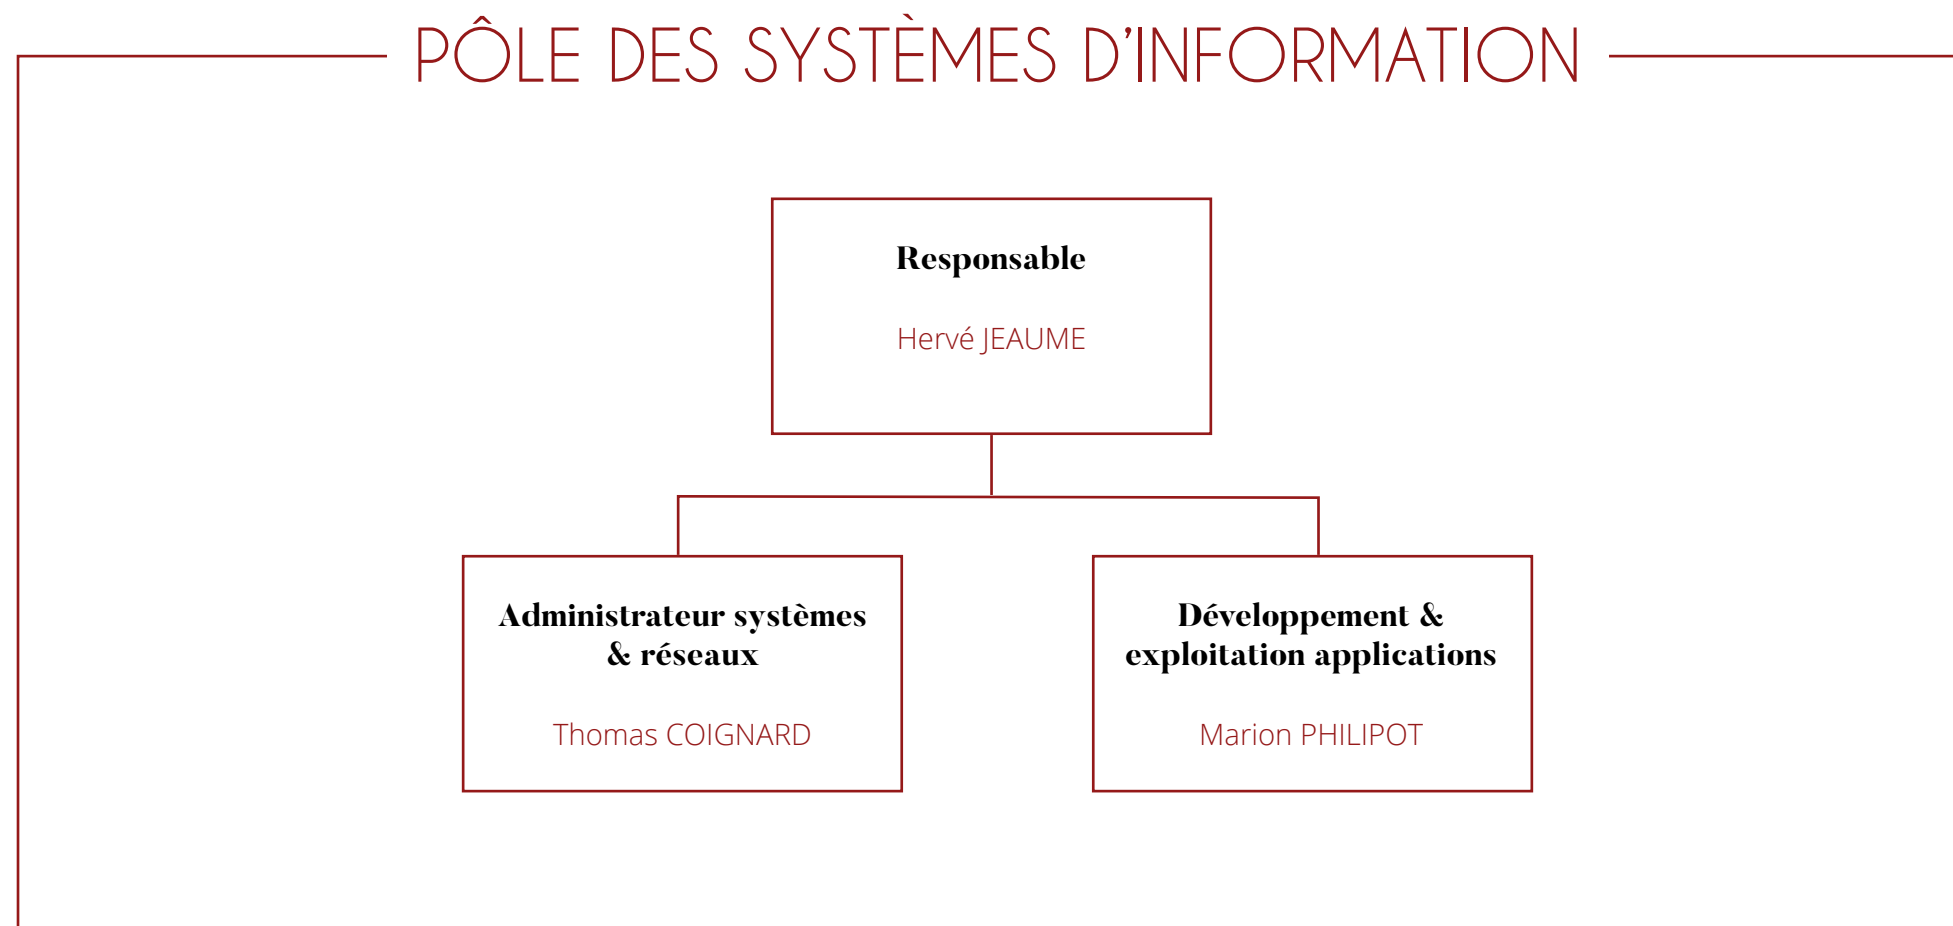 PÔLE DES SYSTÈMES D’INFORMATION
Responsable
Hervé JEAUME
Administrateur systèmes
& réseaux
Thomas COIGNARD
Développement &
exploitation applications
Marion PHILIPOT